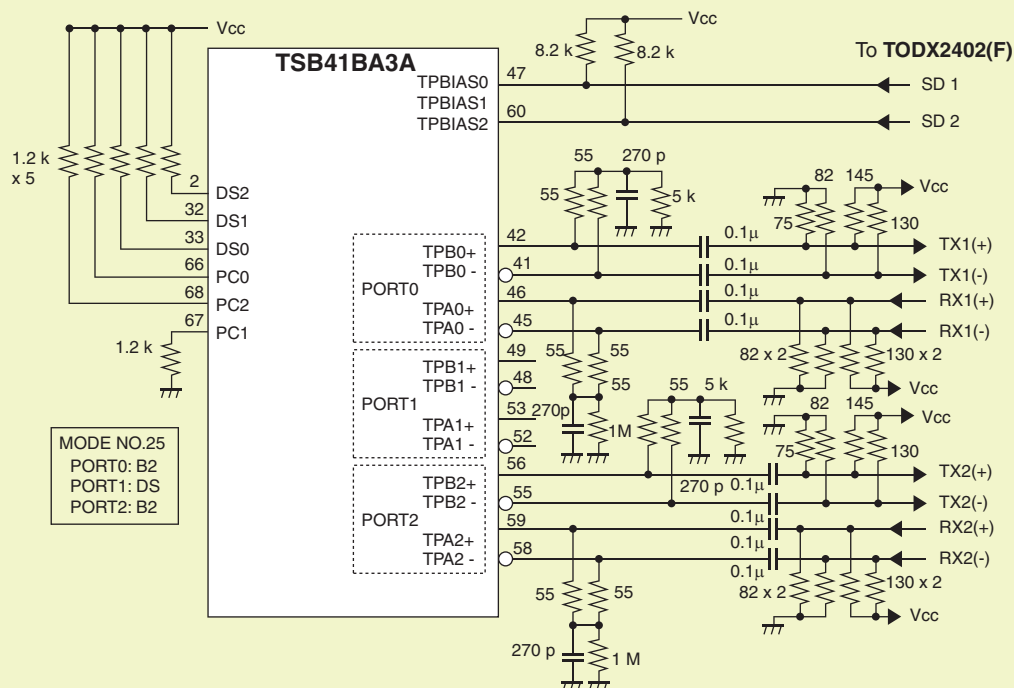 Vcc
Vcc
8.2 k
8.2 k
To TODX2402(F)
TSB41BA3A
TPBIAS0
47
SD 1
TPBIAS1
TPBIAS2
60
SD 2
1.2 k
x 5
55
270 p
82
145
Vcc
2
DS2
55
5 k
75
130
32
DS1
33
DS0
66
PC0
68
PC2
67
PC1
1.2 k
PORT0
TPB0+
42
0.1µ
TX1(+)
TPB0 -
41
0.1µ
TX1(-)
TPA0+
46
0.1µ
RX1(+)
TPA0 -
45
0.1µ
RX1(-)
55
55
55
82 x 2
130 x 2
Vcc
PORT1
TPB1+
49
TPB1 -
48
TPA1+
53
TPA1 -
52
270p
1M
55
5 k
82
145
Vcc
75
130
MODE NO.25
PORT0: B2
PORT1: DS
PORT2: B2
PORT2
TPB2+
56
270 p
0.1µ
TX2(+)
TPB2 -
55
0.1µ
TX2(-)
TPA2+
59
0.1µ
RX2(+)
TPA2 -
58
0.1µ
RX2(-)
55
55
82 x 2
130 x 2
Vcc
270 p
1 M